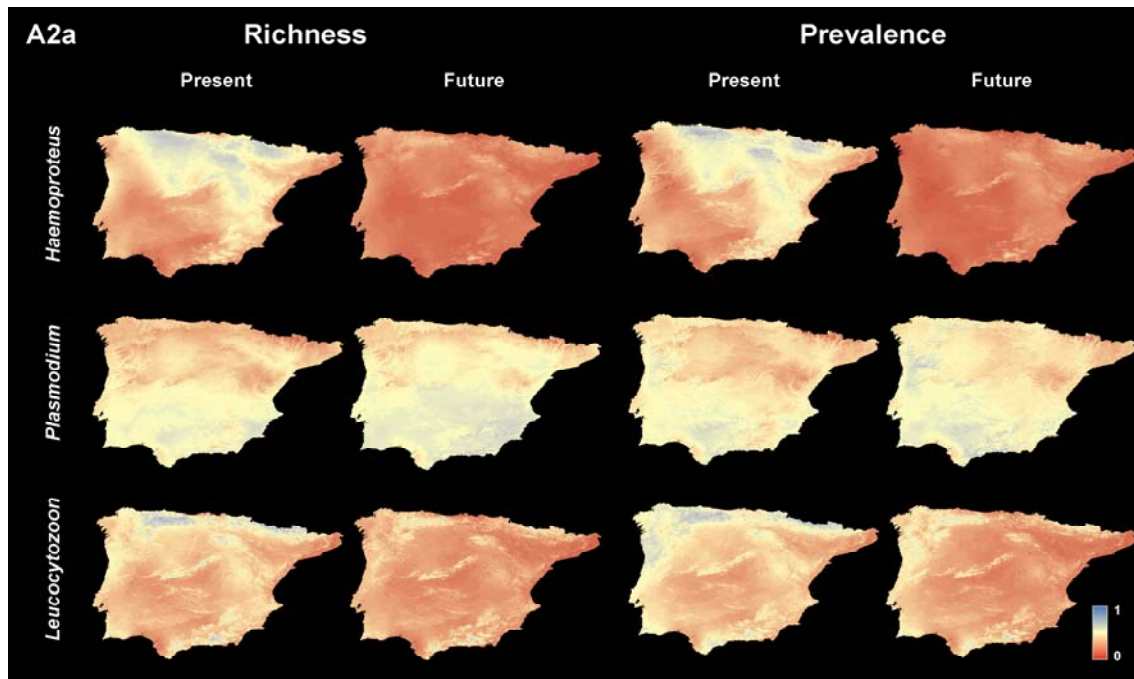 A2a Richness Prevalence
Present Future Present Future
Haemoproteus
Plasmodium
Leucocytozoon
1
0